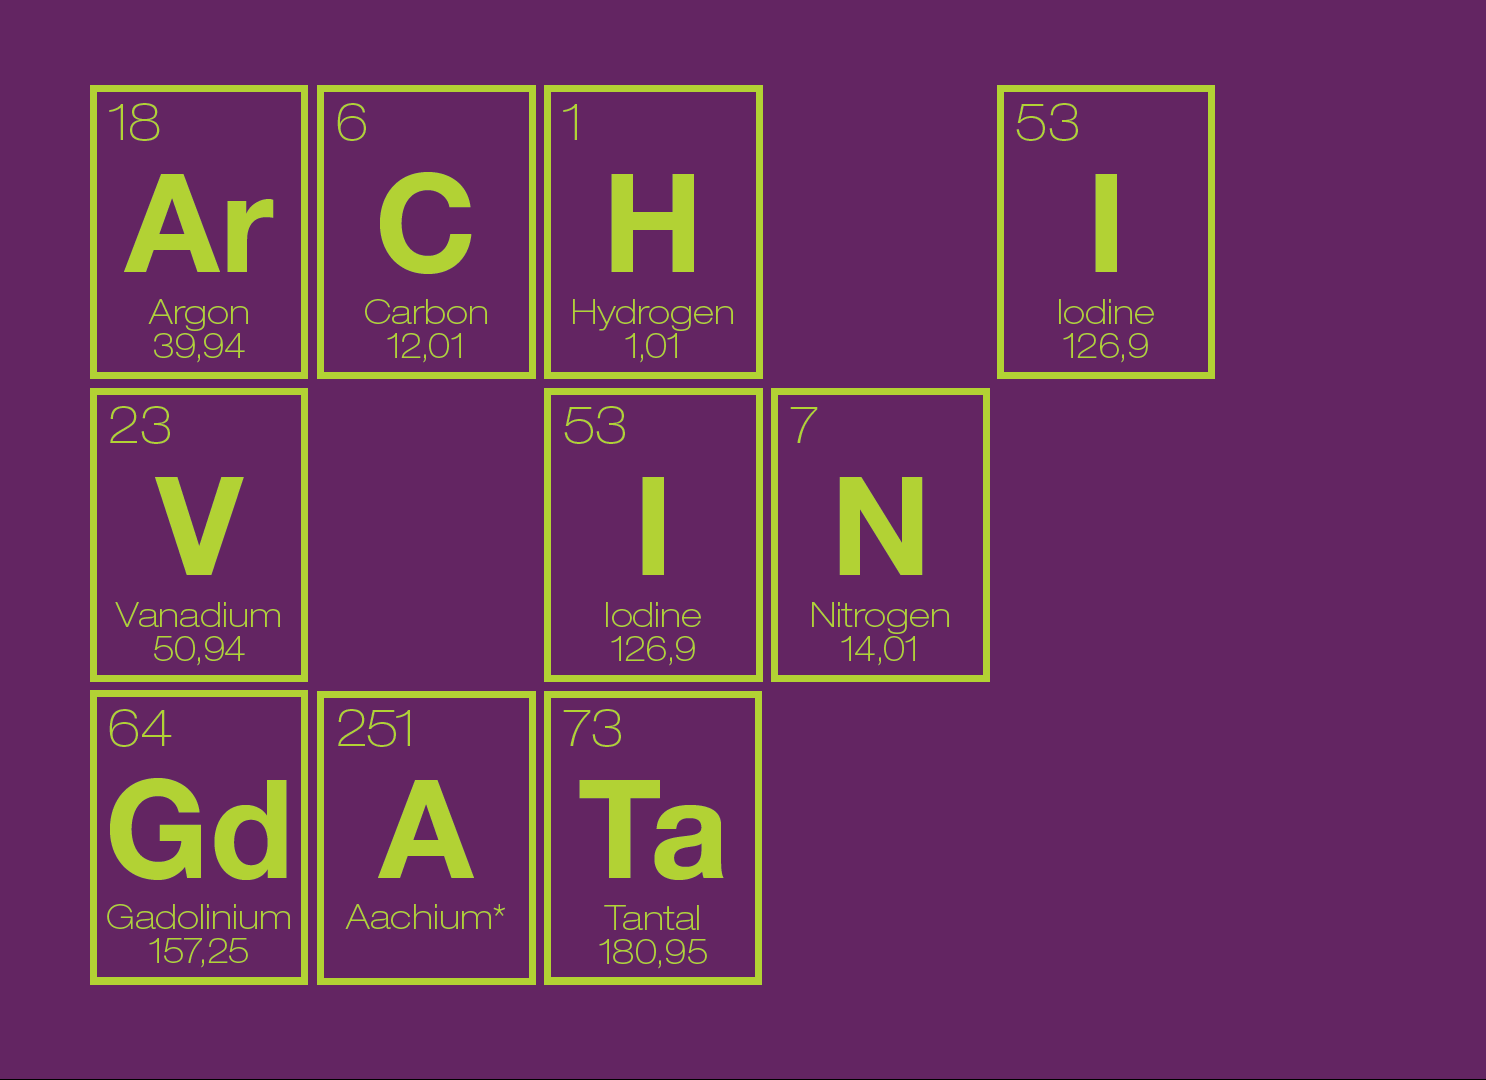 18 6 1 53
Ar C H I
Argon Carbon Hydrogen Iodine
39,94 12,01 1,01 126,9
23 53 7
V I N
Vanadium Iodine Nitrogen
50,94 126,9 14,01
64 251 73
Gd A Ta
Gadolinium Aachium* Tantal
157,25 180,95